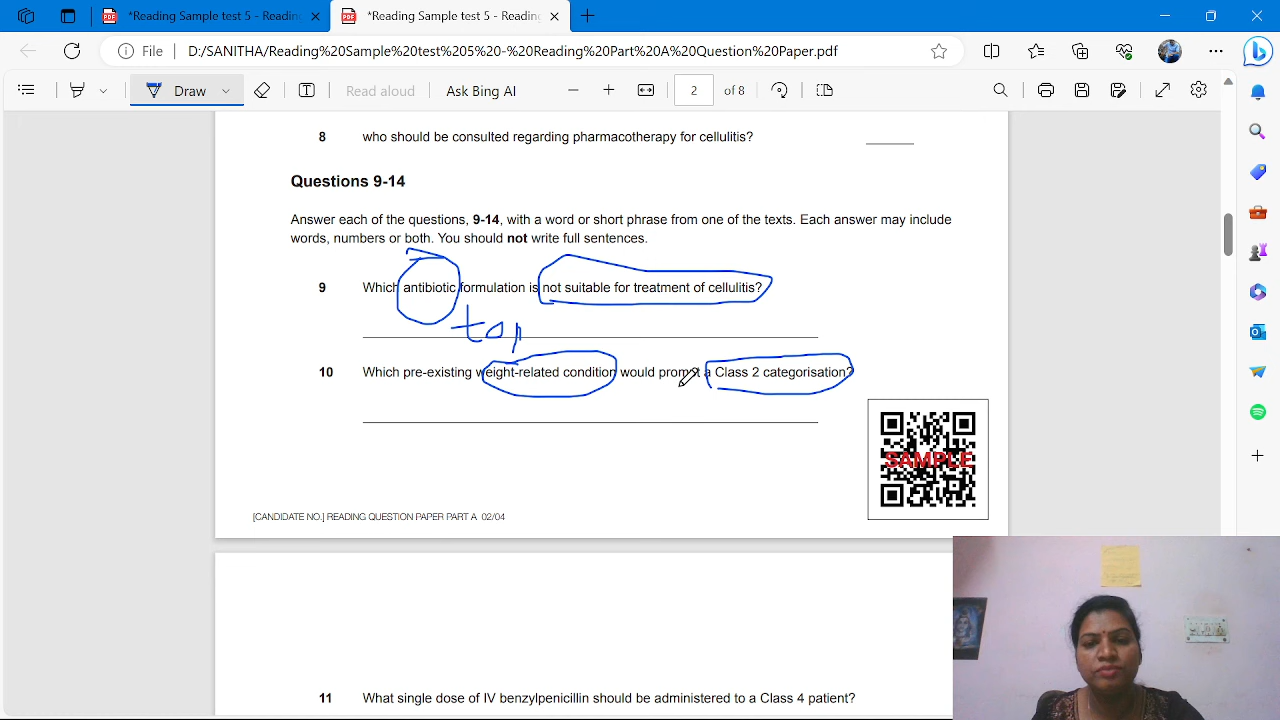 *Reading Sample test 5 - Readin
*Reading Sample test 5 - Reading
File
D:/SANITHA/Reading%20Sample%20test%205%20-%20Reading%20Part%20A%20Question%20Paper.pdf
Draw
Read aloud
Ask Bing AI
2
of 8
8 who should be consulted regarding pharmacotherapy for cellulitis?
Questions 9-14
Answer each of the questions, 9-14, with a word or short phrase from one of the texts. Each answer may include
words, numbers or both. You should not write full sentences.
9 Which antibiotic formulation is not suitable for treatment of cellulitis?
top
10 Which pre-existing weight-related condition would prompt a Class 2 categorisation?
SAMPLE
[CANDIDATE NO.] READING QUESTION PAPER PART A 02/04
11 What single dose of IV benzylpenicillin should be administered to a Class 4 patient?